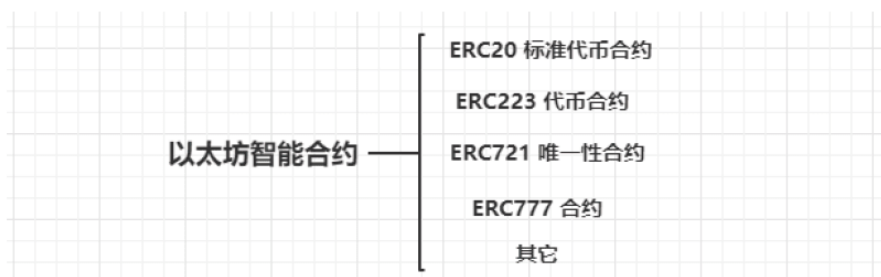 ERC20 标准代币合约
ERC223 代币合约
以太坊智能合约
ERC721 唯一性合约
ERC777 合约
其它